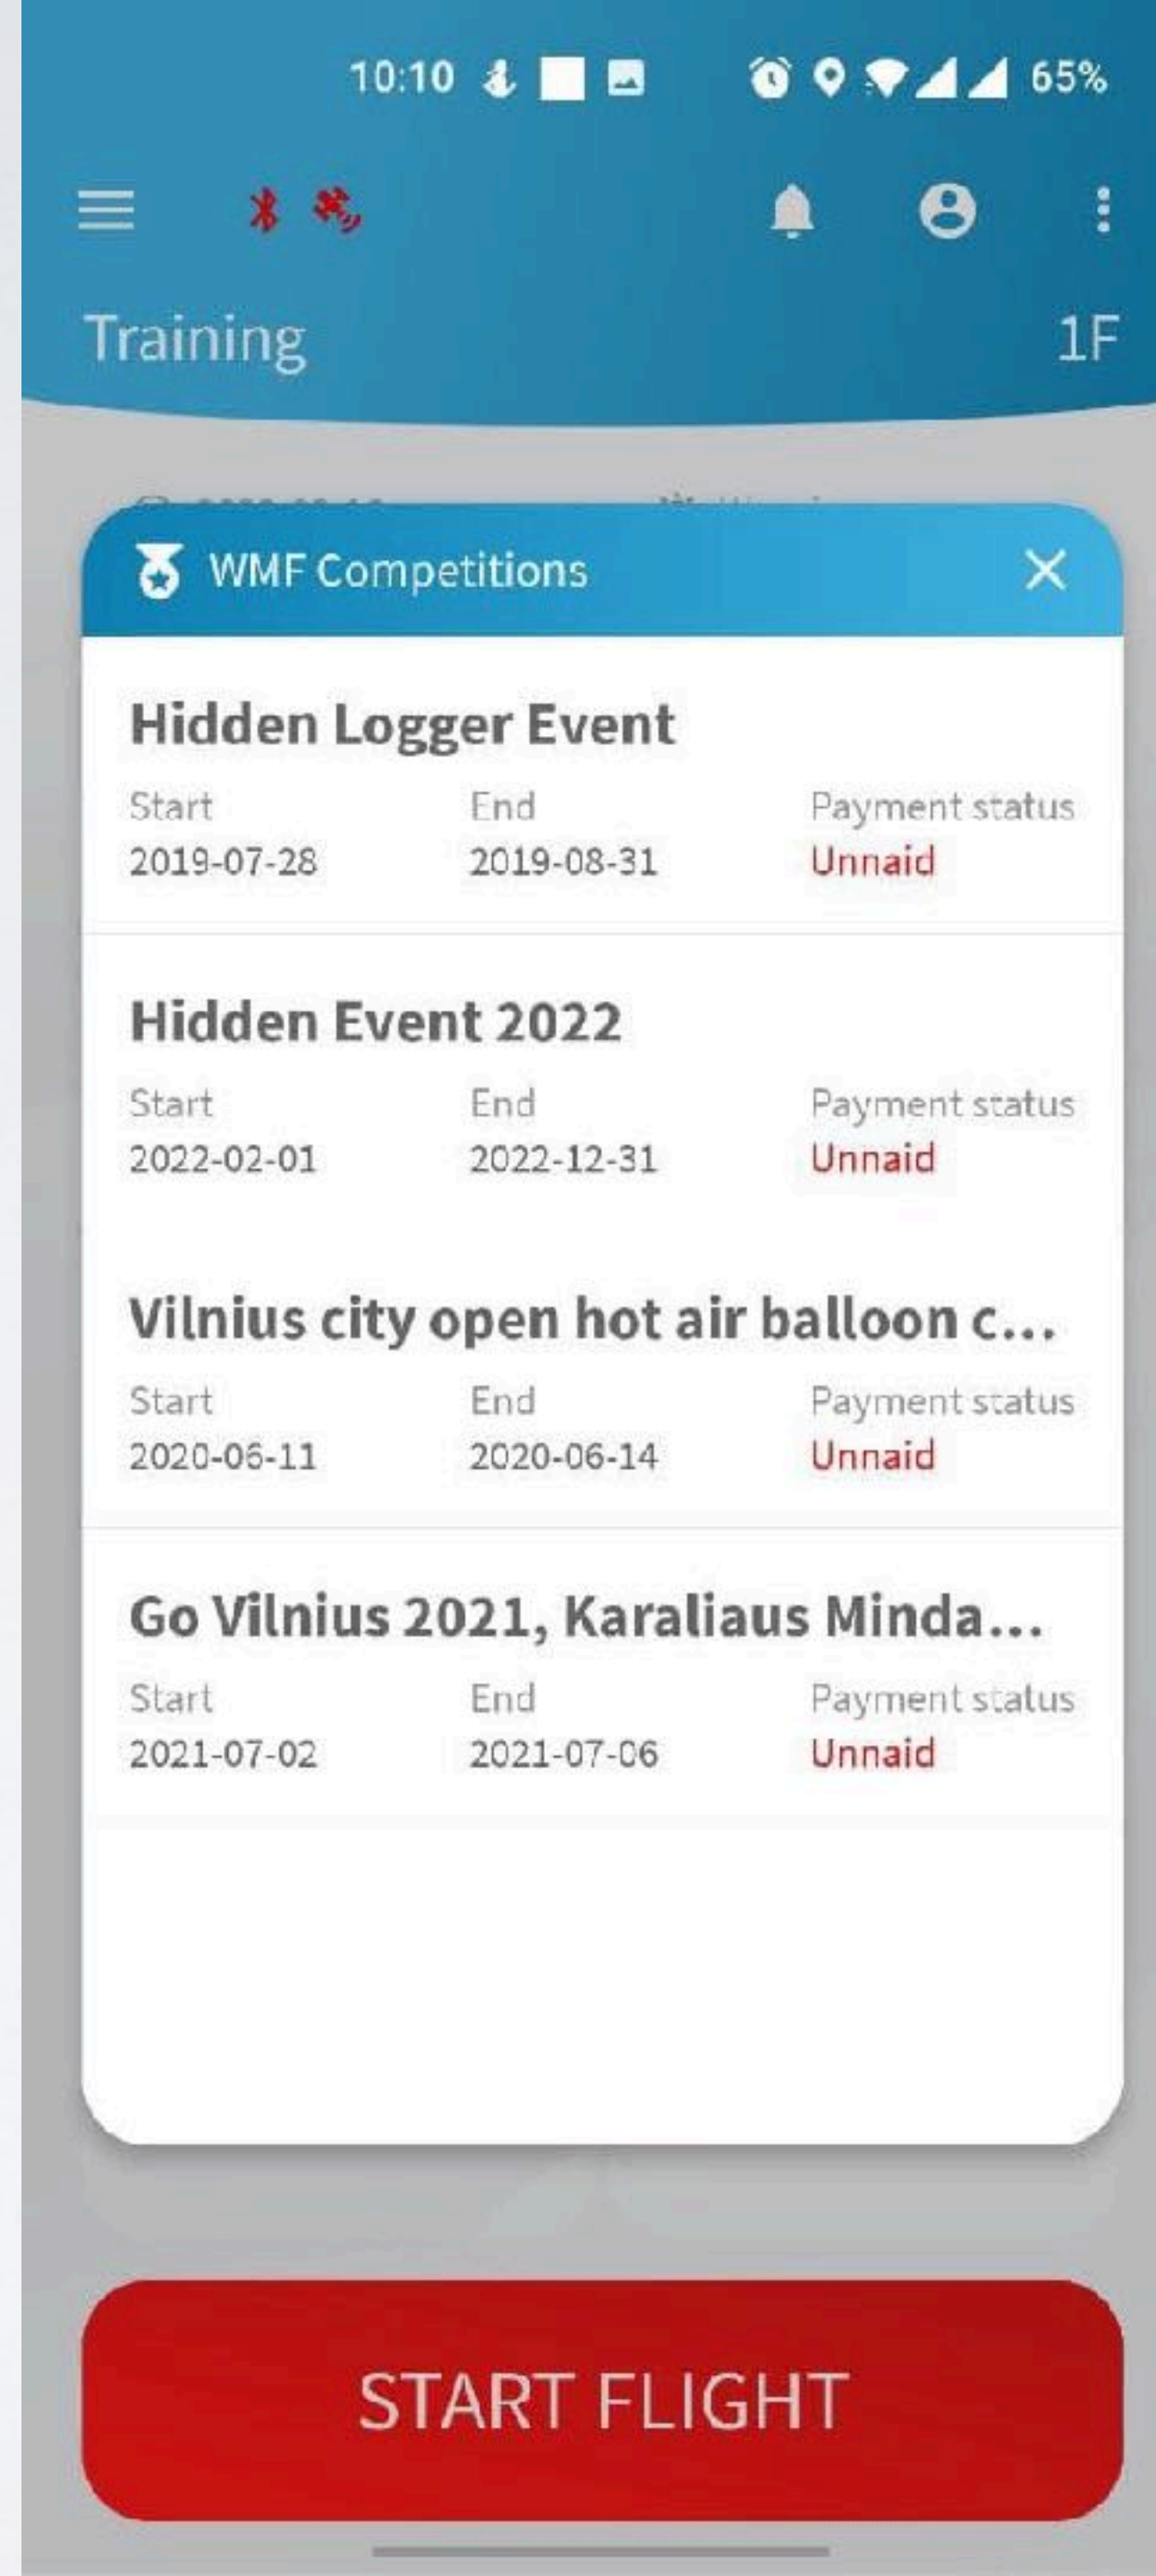 10:10 65%
Training 1F
WMF Competitions
Hidden Logger Event
Start End Payment status
2019-07-28 2019-08-31 Unnaid
Hidden Event 2022
Start End Payment status
2022-02-01 2022-12-31 Unnaid
Vilnius city open hot air balloon c...
Start End Payment status
2020-06-11 2020-06-14 Unnaid
Go Vilnius 2021, Karaliaus Minda...
Start End Payment status
2021-07-02 2021-07-06 Unnaid
START FLIGHT